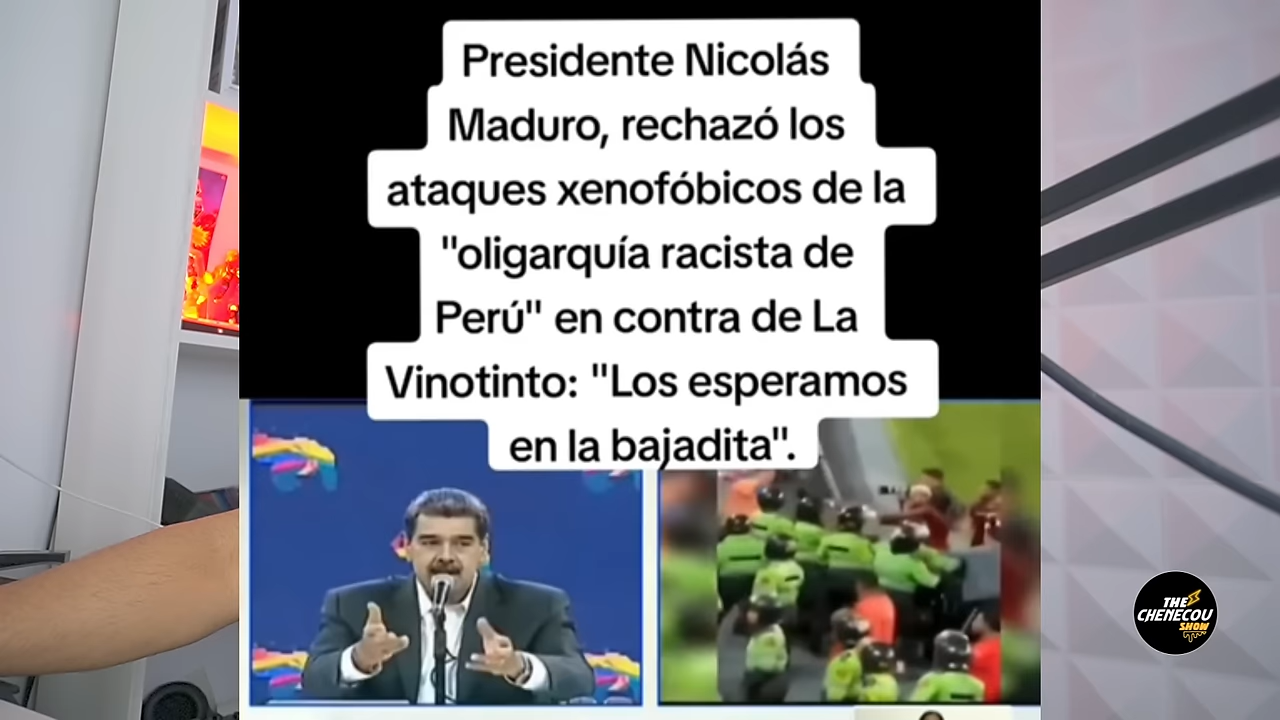 Presidente Nicolás
Maduro, rechazó los
ataques xenofóbicos de la
"oligarquía racista de
Perú" en contra de La
Vinotinto: "Los esperamos
en la bajadita".
THE
CHENECOU
SHOW